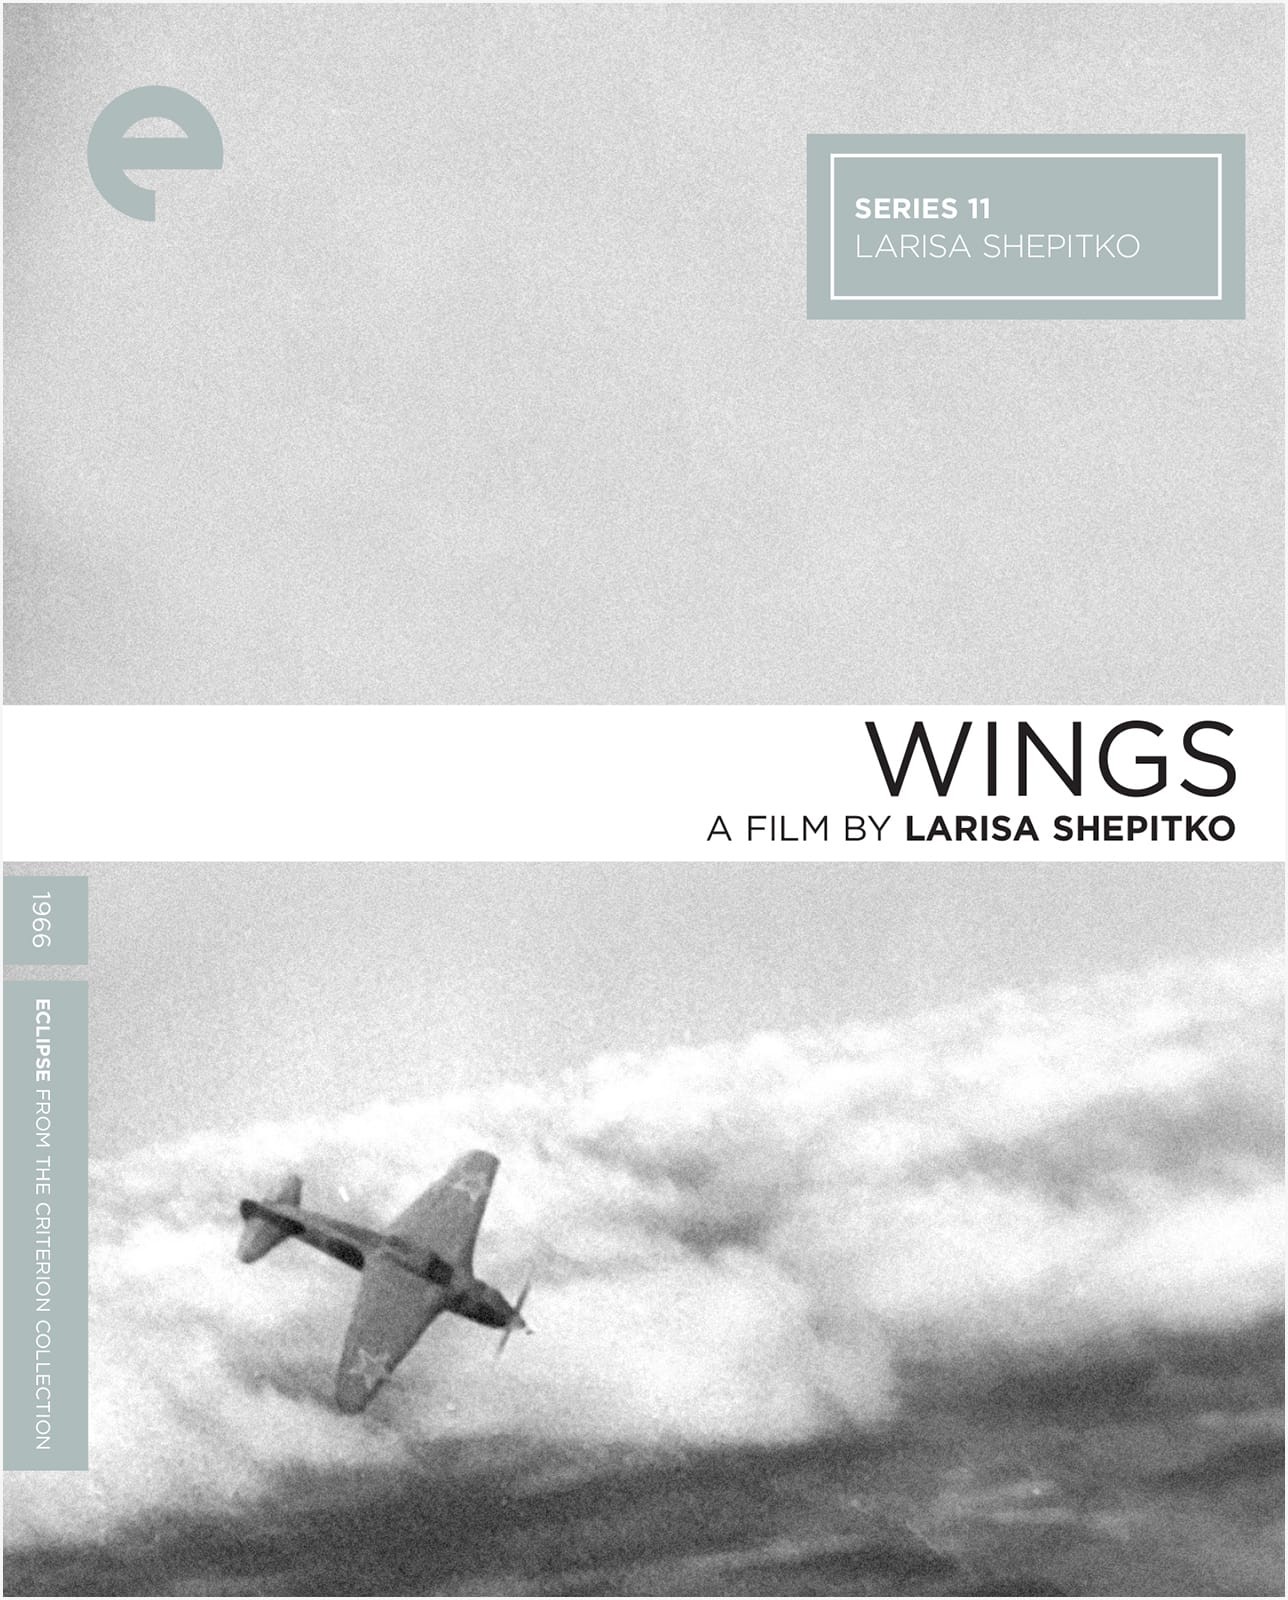 e
SERIES 11
LARISA SHEPITKO
WINGS
A FILM BY LARISA SHEPITKO
1966
ECLIPSE FROM THE CRITERION COLLECTION